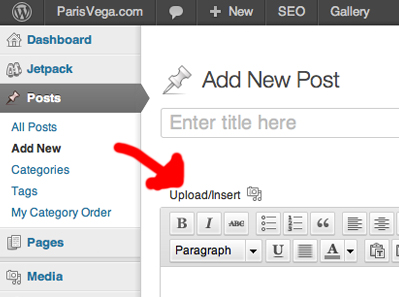 ParisVega.com + New SEO Gallery
Dashboard
Jetpack
Posts
All Posts
Add New
Categories
Tags
My Category Order
Pages
Media
Add New Post
Enter title here
Upload/Insert
B I ABC
Paragraph U A